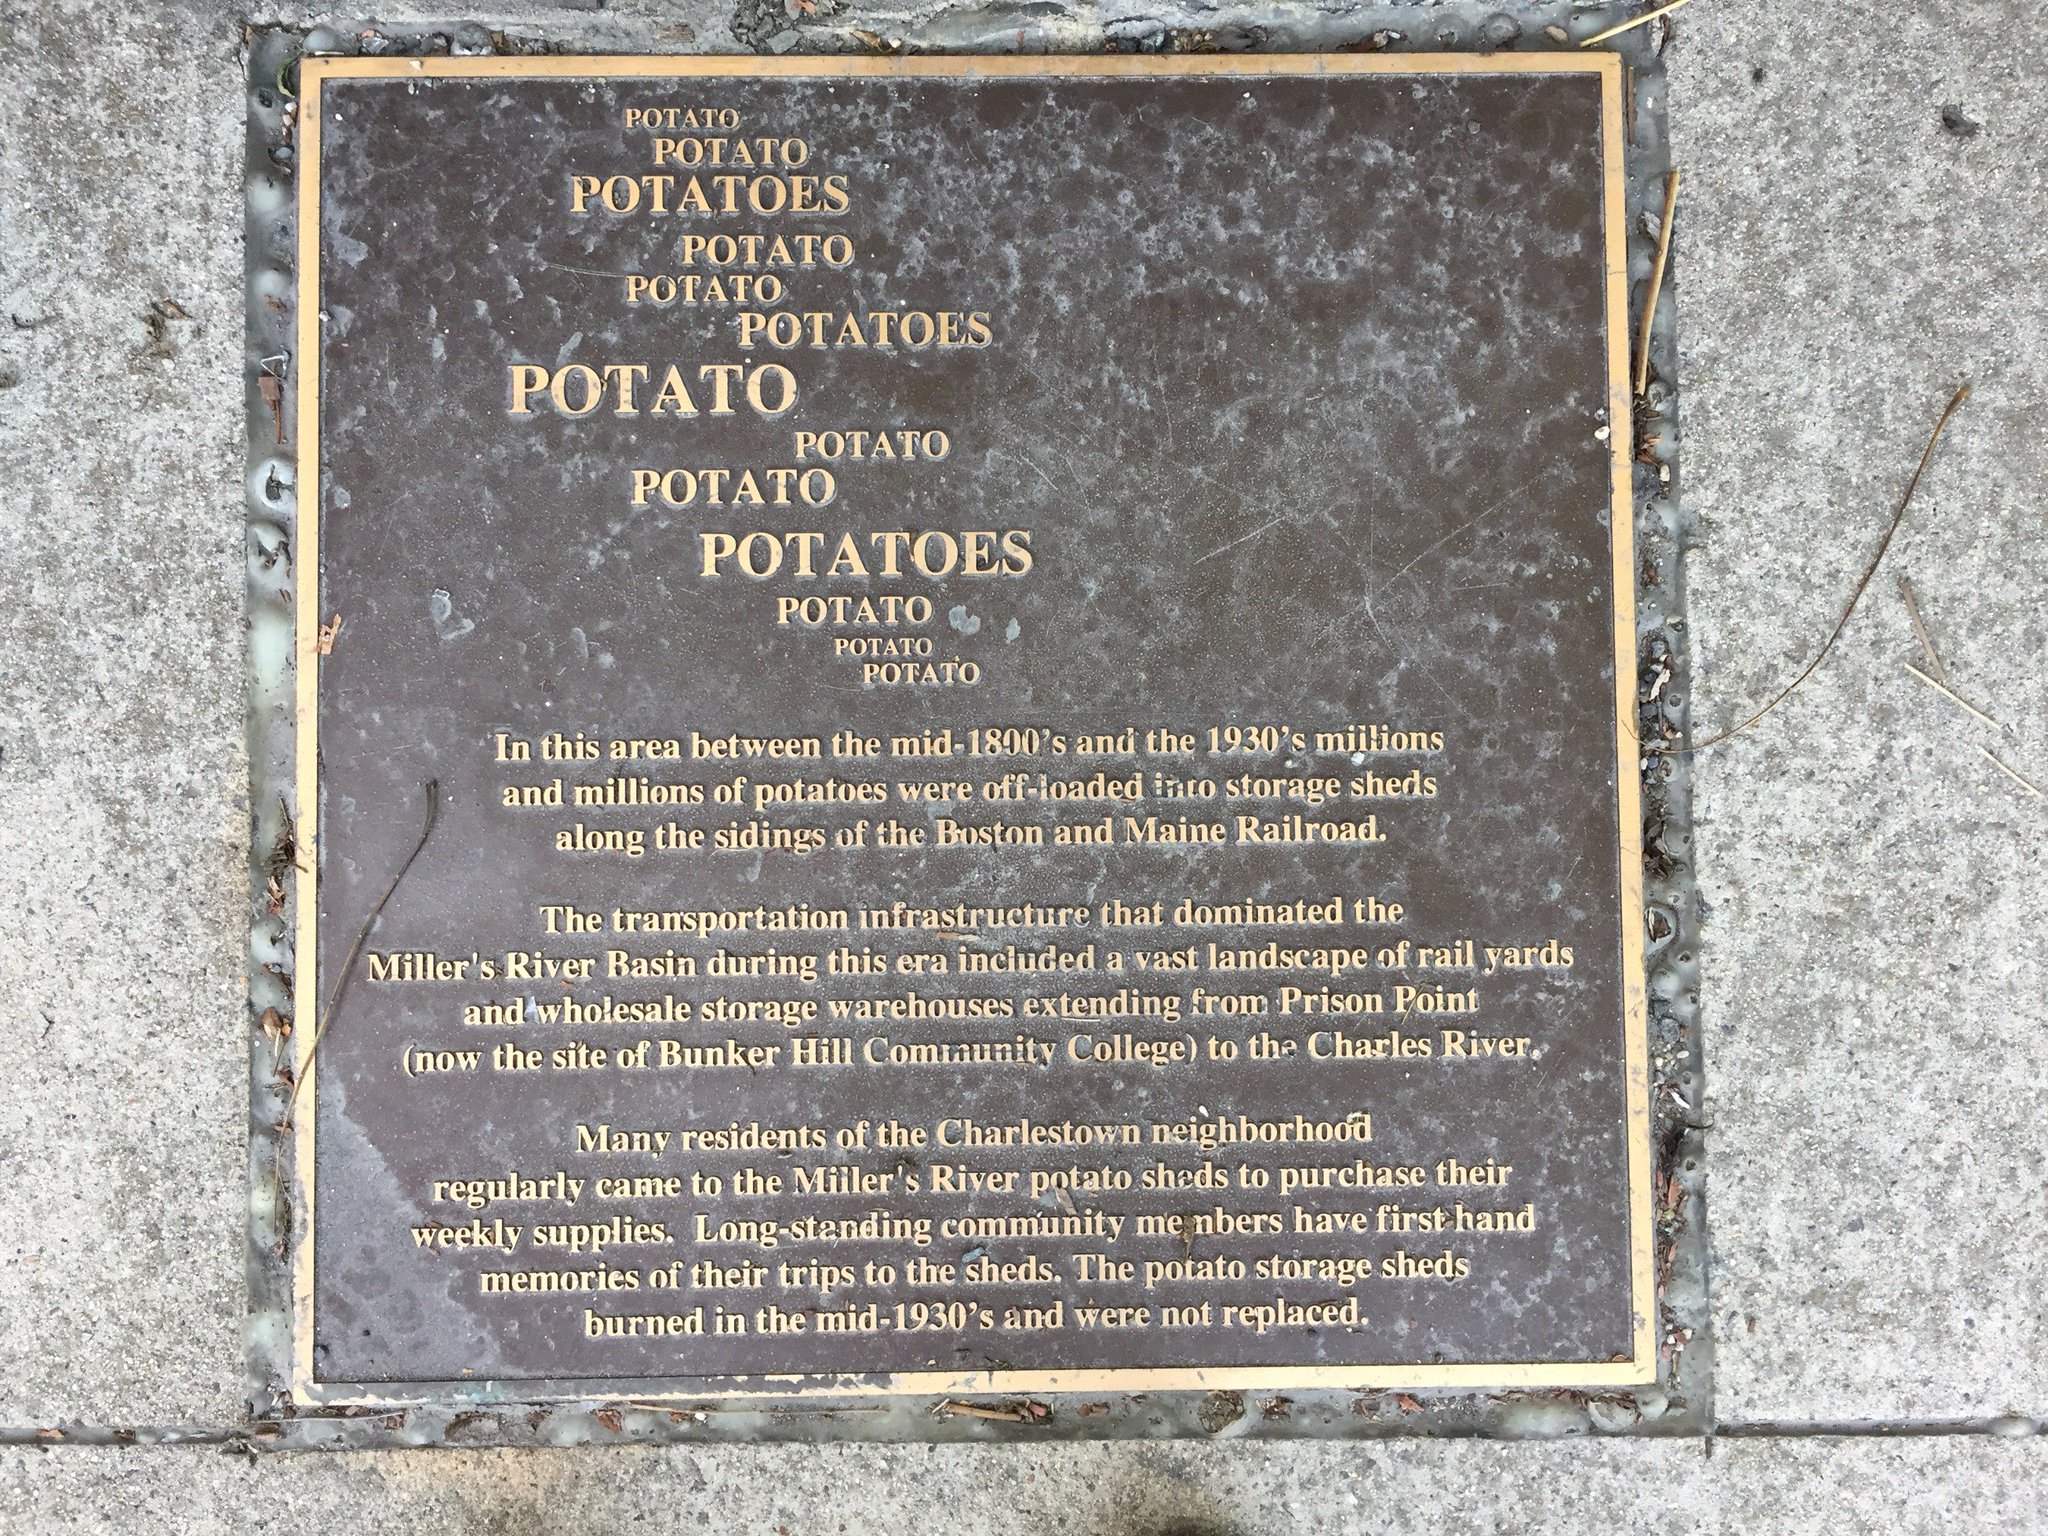 POTATO
POTATO
POTATOES
POTATO
POTATO
POTATOES
POTATO
POTATO
POTATO
POTATOES
POTATO
POTATO
POTATO
In this area between the mid-1800's and the 1930's millions
and millions of potatoes were off-loaded into storage sheds
along the sidings of the Boston and Maine Railroad.
The transportation infrastructure that dominated the
Miller's River Basin during this era included a vast landscape of rail yards
and wholesale storage warehouses extending from Prison Point
(now the site of Bunker Hill Community College) to the Charles River.
Many residents of the Charlestown neighborhood
regularly came to the Miller's River potato sheds to purchase their
weekly supplies. Long-standing community members have first-hand
memories of their trips to the sheds. The potato storage sheds
burned in the mid-1930's and were not replaced.